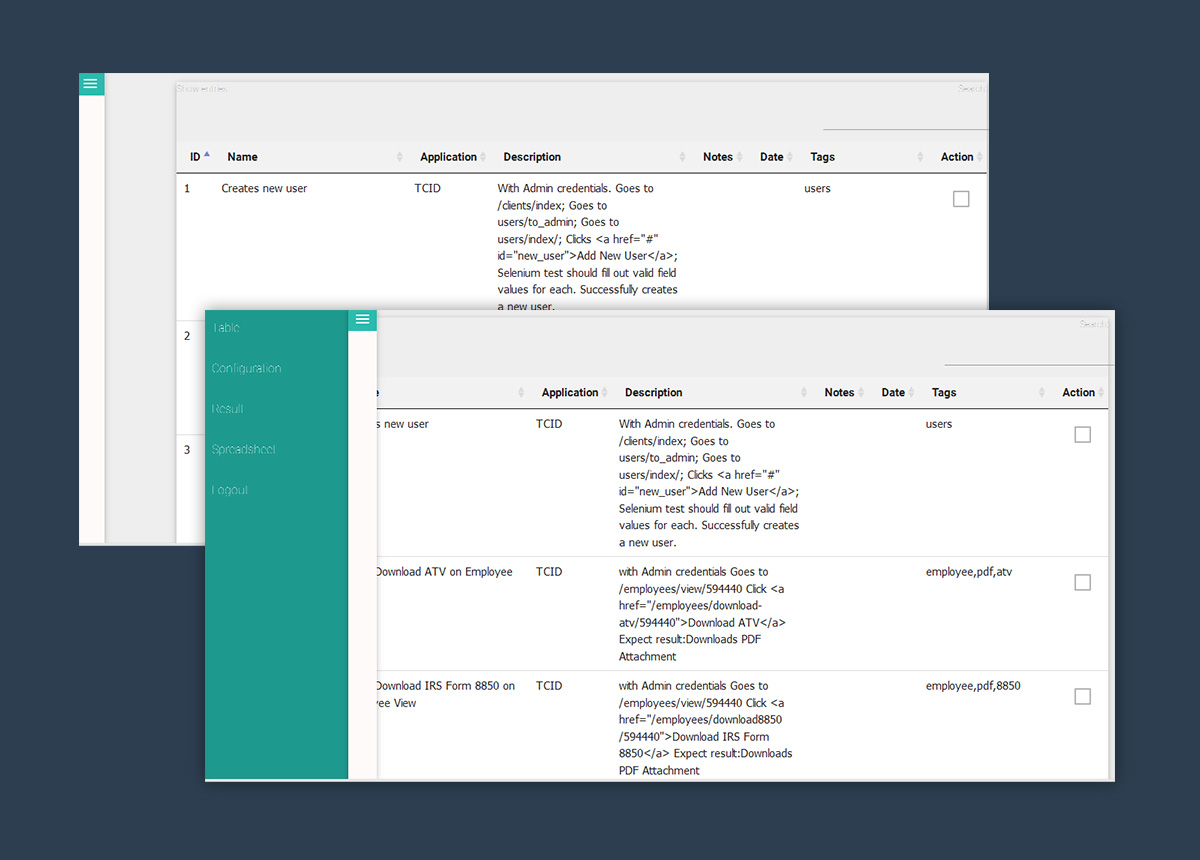 Show entries
Search:
ID Name Application Description Notes Date Tags Action
1 Creates new user TCID With Admin credentials. Goes to users
/clients/index; Goes to
users/to_admin; Goes to
users/index/; Clicks <a href="#"
id="new_user">Add New User</a>;
Selenium test should fill out valid field
values for each. Successfully creates
a new user.
2
3
Table
Configuration
Result
Spreadsheet
Logout
Search:
e Application Description Notes Date Tags Action
s new user TCID With Admin credentials. Goes to users
/clients/index; Goes to
users/to_admin; Goes to
users/index/; Clicks <a href="#"
id="new_user">Add New User</a>;
Selenium test should fill out valid field
values for each. Successfully creates
a new user.
Download ATV on Employee TCID with Admin credentials Goes to employee,pdf,atv
/employees/view/594440 Click <a
href="/employees/download-
atv/594440">Download ATV</a>
Expect result:Downloads PDF
Attachment
Download IRS Form 8850 on TCID with Admin credentials Goes to employee,pdf,8850
ee View /employees/view/594440 Click <a
href="/employees/download8850
/594440">Download IRS Form
8850</a> Expect result:Downloads
PDF Attachment